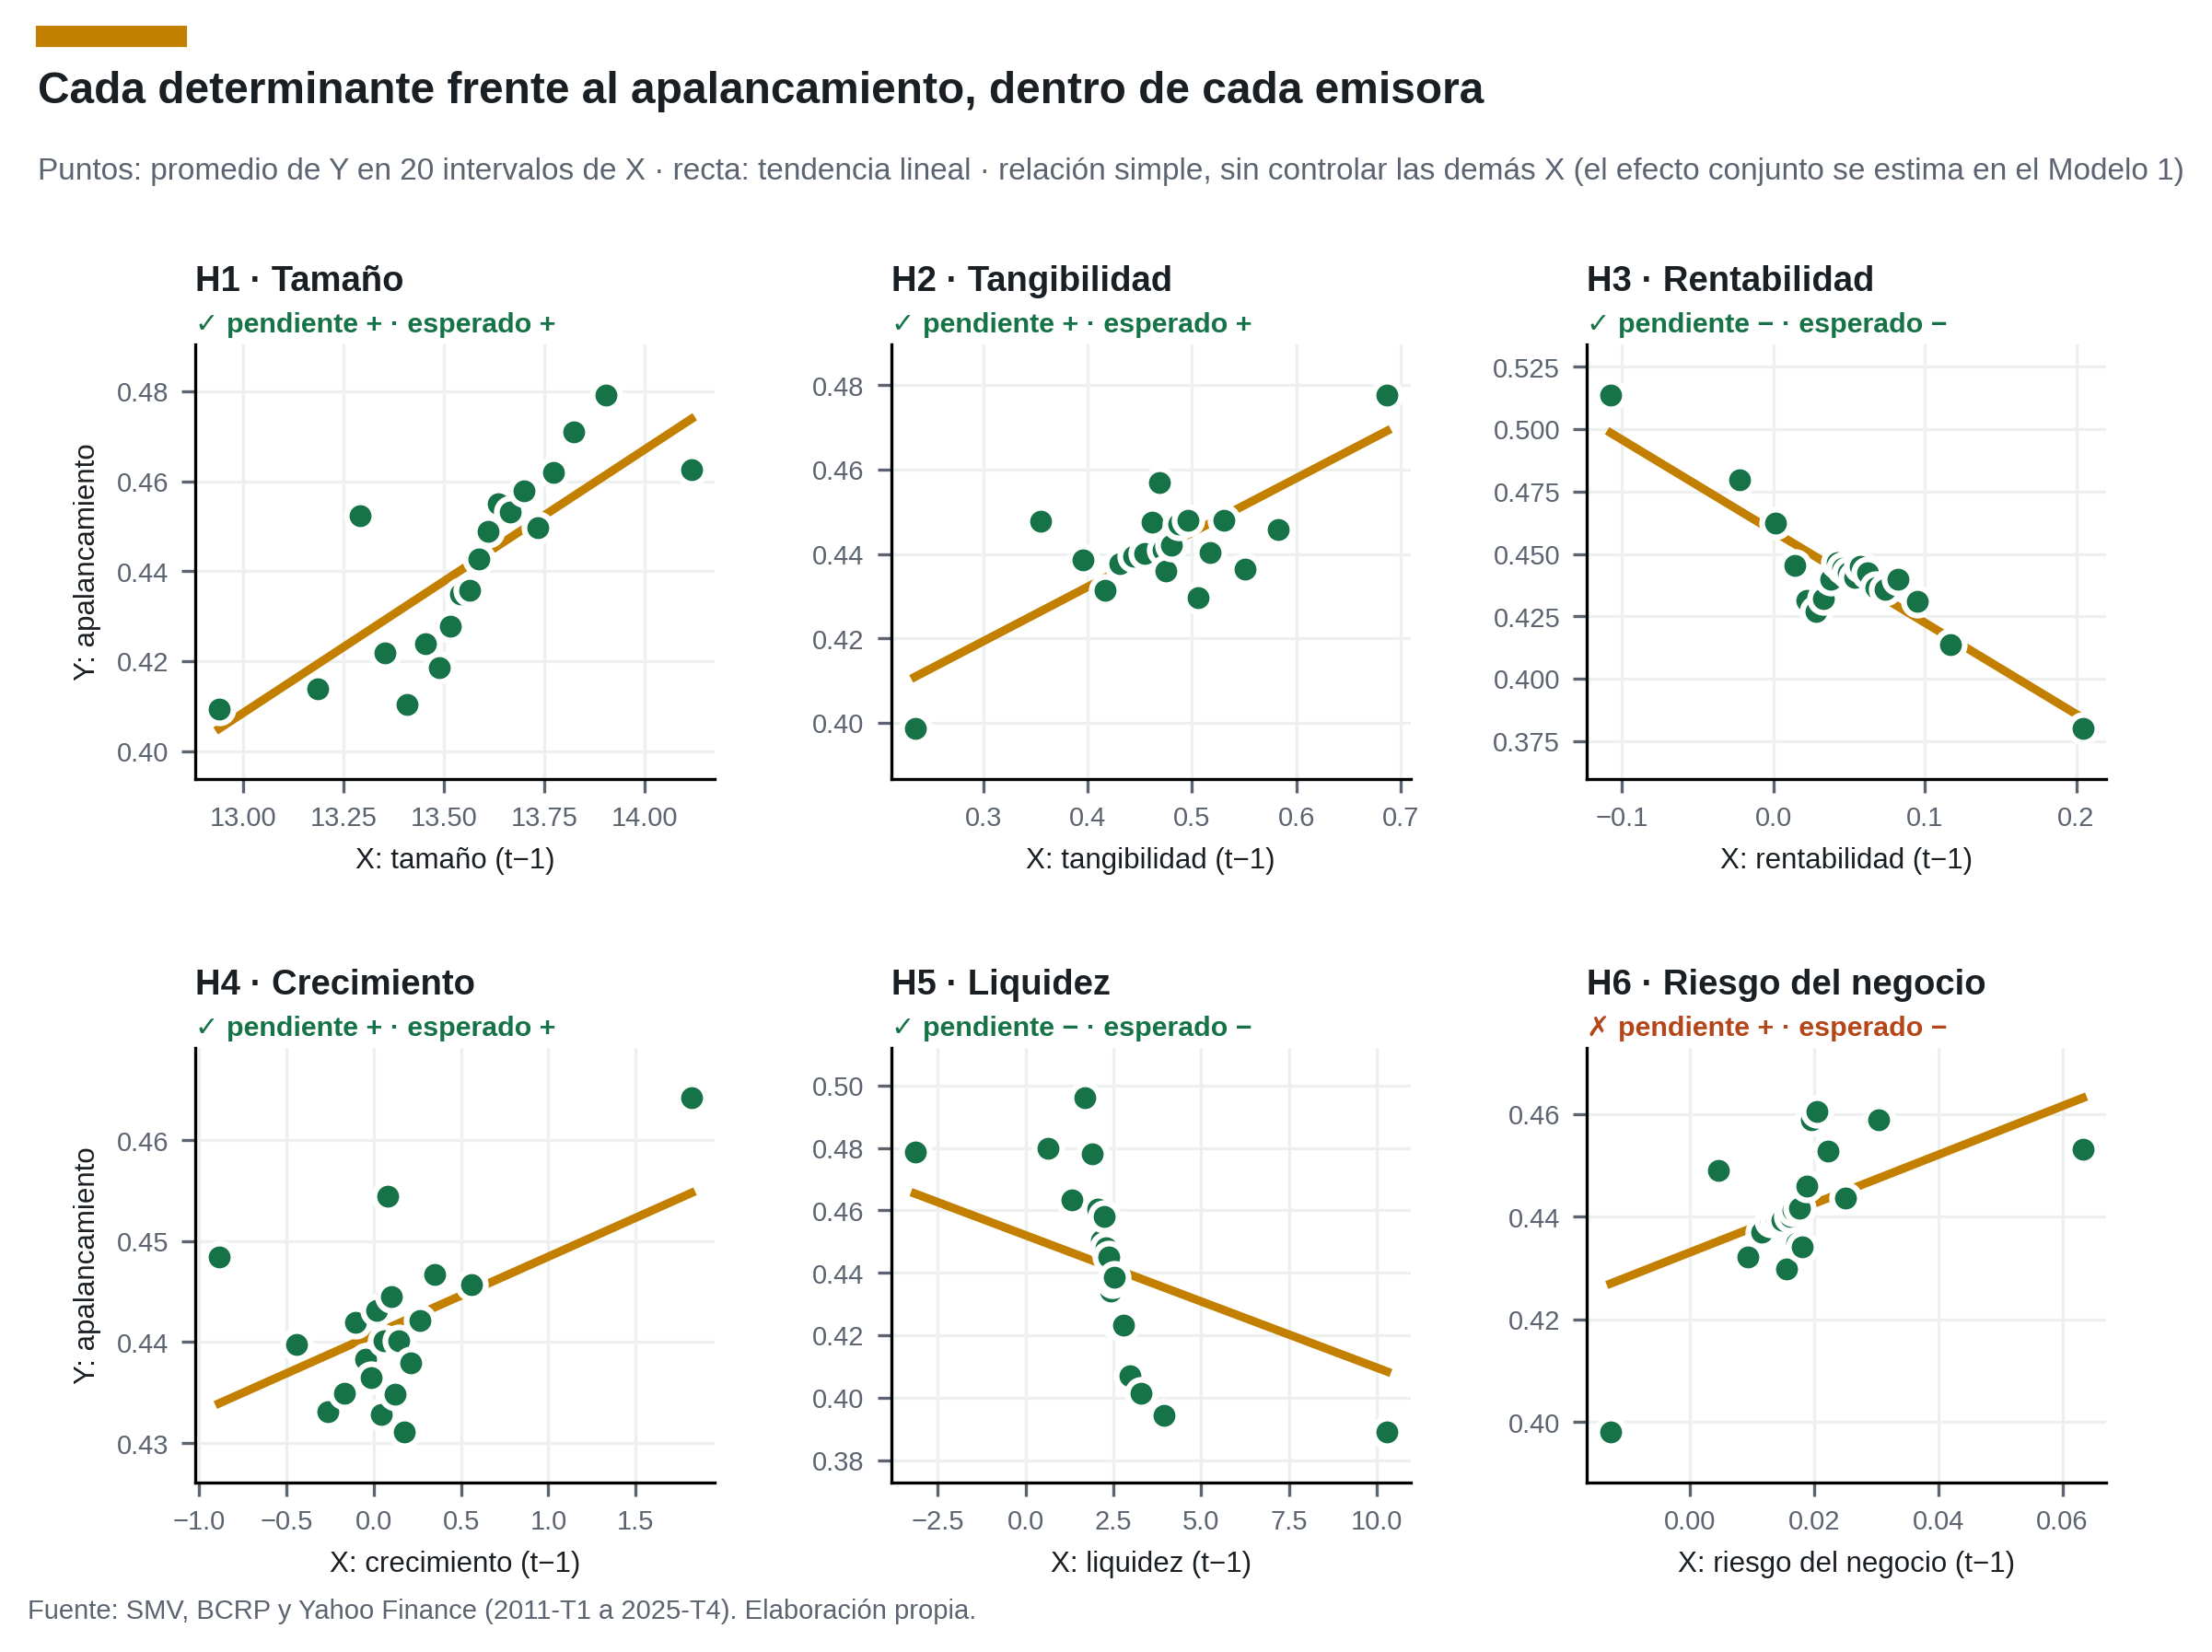 Cada determinante frente al apalancamiento, dentro de cada emisora
Puntos: promedio de Y en 20 intervalos de X · recta: tendencia lineal · relación simple, sin controlar las demás X (el efecto conjunto se estima en el Modelo 1)
H1 · Tamaño
✓ pendiente + · esperado +
Y: apalancamiento
0.48
0.46
0.44
0.42
0.40
13.00 13.25 13.50 13.75 14.00
X: tamaño (t−1)
H2 · Tangibilidad
✓ pendiente + · esperado +
0.48
0.46
0.44
0.42
0.40
0.3 0.4 0.5 0.6 0.7
X: tangibilidad (t−1)
H3 · Rentabilidad
✓ pendiente − · esperado −
0.525
0.500
0.475
0.450
0.425
0.400
0.375
−0.1 0.0 0.1 0.2
X: rentabilidad (t−1)
H4 · Crecimiento
✓ pendiente + · esperado +
Y: apalancamiento
0.46
0.45
0.44
0.43
−1.0 −0.5 0.0 0.5 1.0 1.5
X: crecimiento (t−1)
H5 · Liquidez
✓ pendiente − · esperado −
0.50
0.48
0.46
0.44
0.42
0.40
0.38
−2.5 0.0 2.5 5.0 7.5 10.0
X: liquidez (t−1)
H6 · Riesgo del negocio
✗ pendiente + · esperado −
0.46
0.44
0.42
0.40
0.00 0.02 0.04 0.06
X: riesgo del negocio (t−1)
Fuente: SMV, BCRP y Yahoo Finance (2011-T1 a 2025-T4). Elaboración propia.